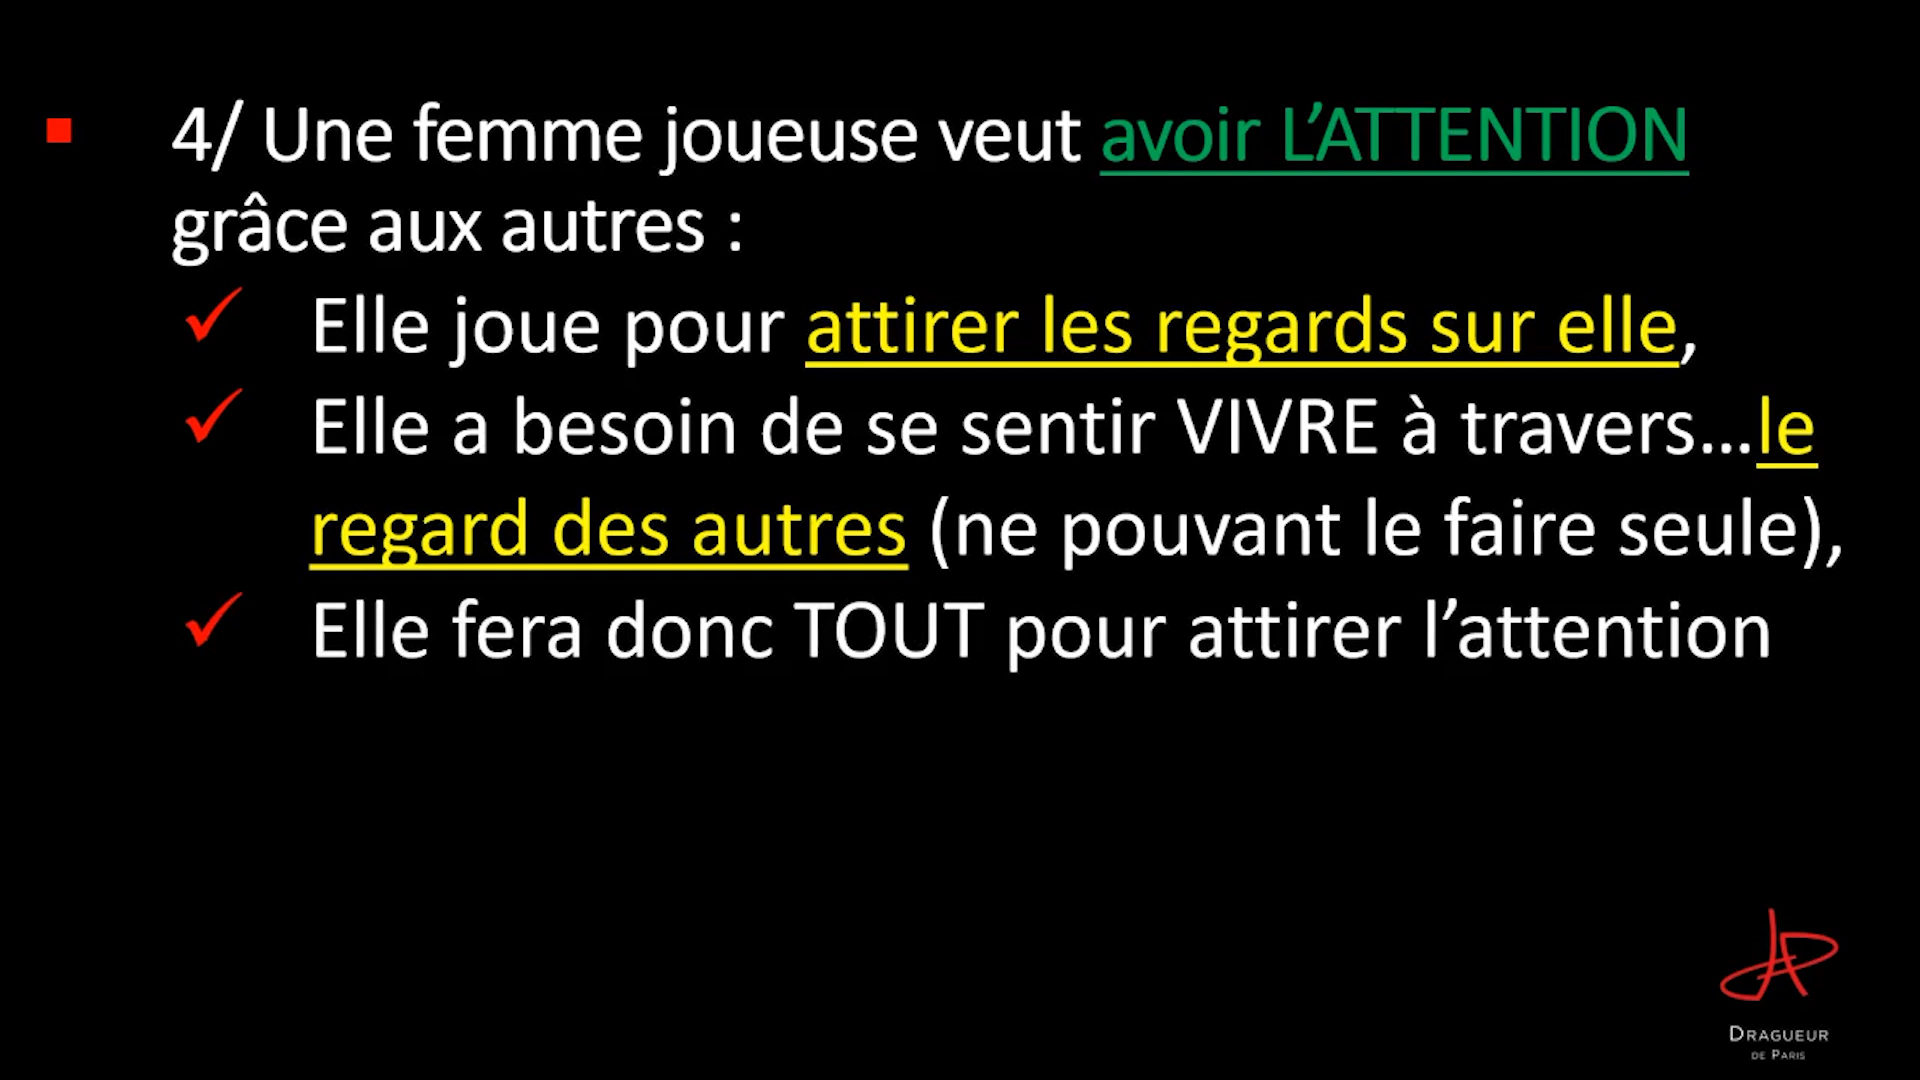 4/ Une femme joueuse veut avoir L’ATTENTION
grâce aux autres :
Elle joue pour attirer les regards sur elle,
Elle a besoin de se sentir VIVRE à travers...le
regard des autres (ne pouvant le faire seule),
Elle fera donc TOUT pour attirer l’attention
DRAGUEUR
DE PARIS